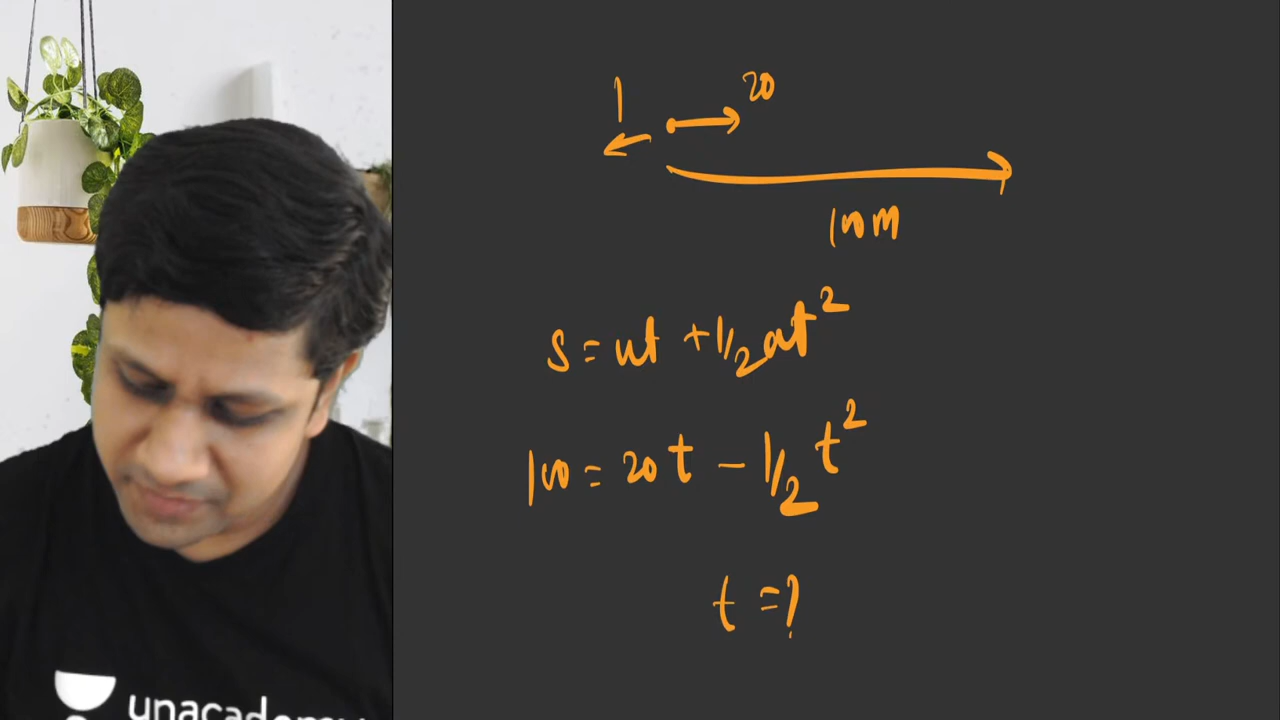 1
20
100m
s = ut + 1/2 at²
100 = 20t - 1/2 t²
t = ?
unacademy